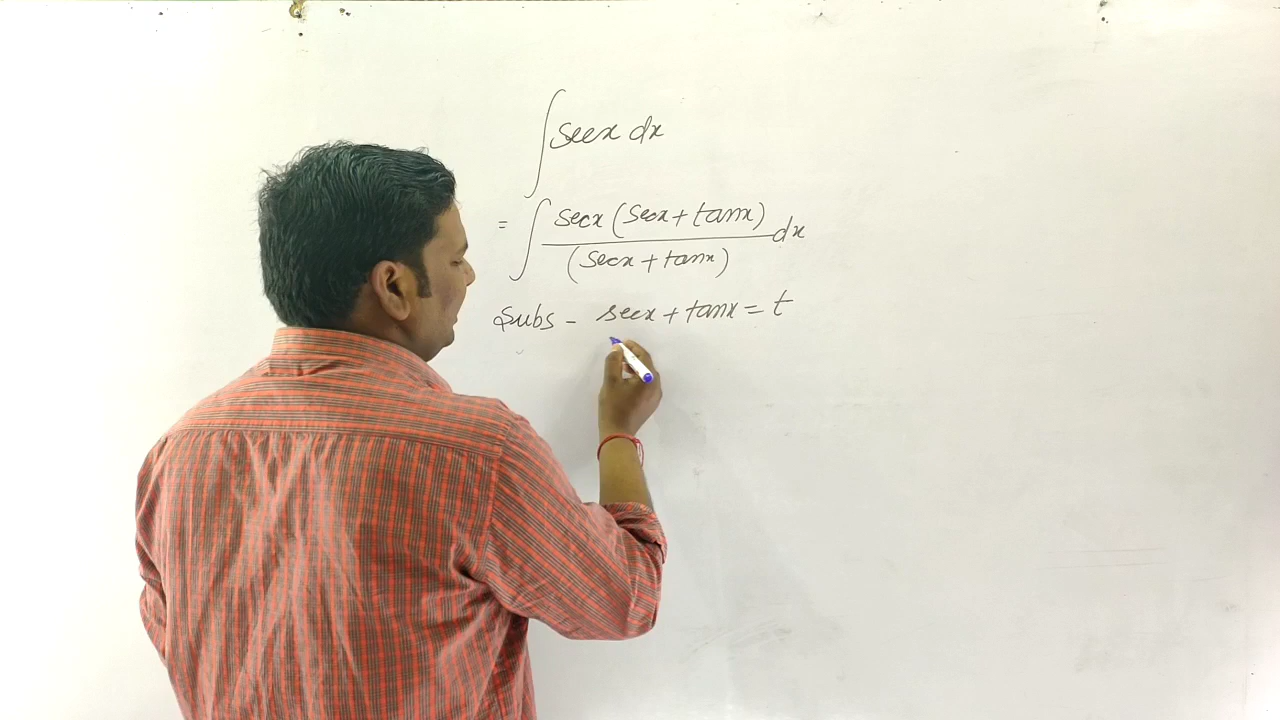 ∫ secx dx
= ∫ secx (secx + tanx) / (secx + tanx) dx
Subs - secx + tanx = t